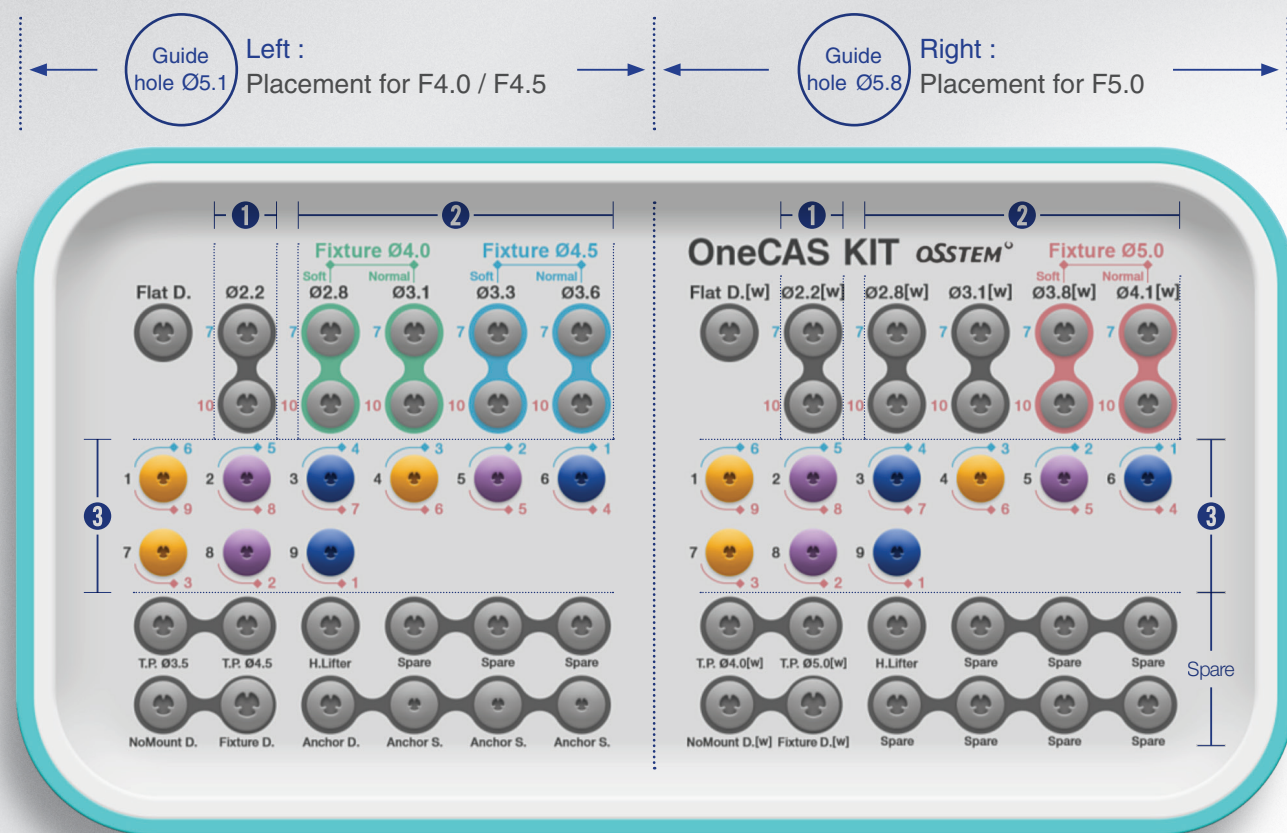 Guide hole Ø5.1
Left :
Placement for F4.0 / F4.5
Guide hole Ø5.8
Right :
Placement for F5.0
1 2 1 2
Fixture Ø4.0 Fixture Ø4.5 OneCAS KIT OSSTEM Fixture Ø5.0
Soft Normal Soft Normal Soft Normal
Flat D. Ø2.2 Ø2.8 Ø3.1 Ø3.3 Ø3.6 Flat D.[w] Ø2.2[w] Ø2.8[w] Ø3.1[w] Ø3.8[w] Ø4.1[w]
7 7 7 7 7 7 7 7 7 7
10 10 10 10 10 10 10 10 10 10
6 5 4 3 2 1 6 5 4 3 2 1
1 2 3 4 5 6 1 2 3 4 5 6
9 8 7 6 5 4 9 8 7 6 5 4
3 3
7 8 9 7 8 9
3 2 1 3 2 1
T.P. Ø3.5 T.P. Ø4.5 H.Lifter Spare Spare Spare T.P. Ø4.0[w] T.P. Ø5.0[w] H.Lifter Spare Spare Spare
Spare
NoMount D. Fixture D. Anchor D. Anchor S. Anchor S. Anchor S. NoMount D.[w] Fixture D.[w] Spare Spare Spare Spare